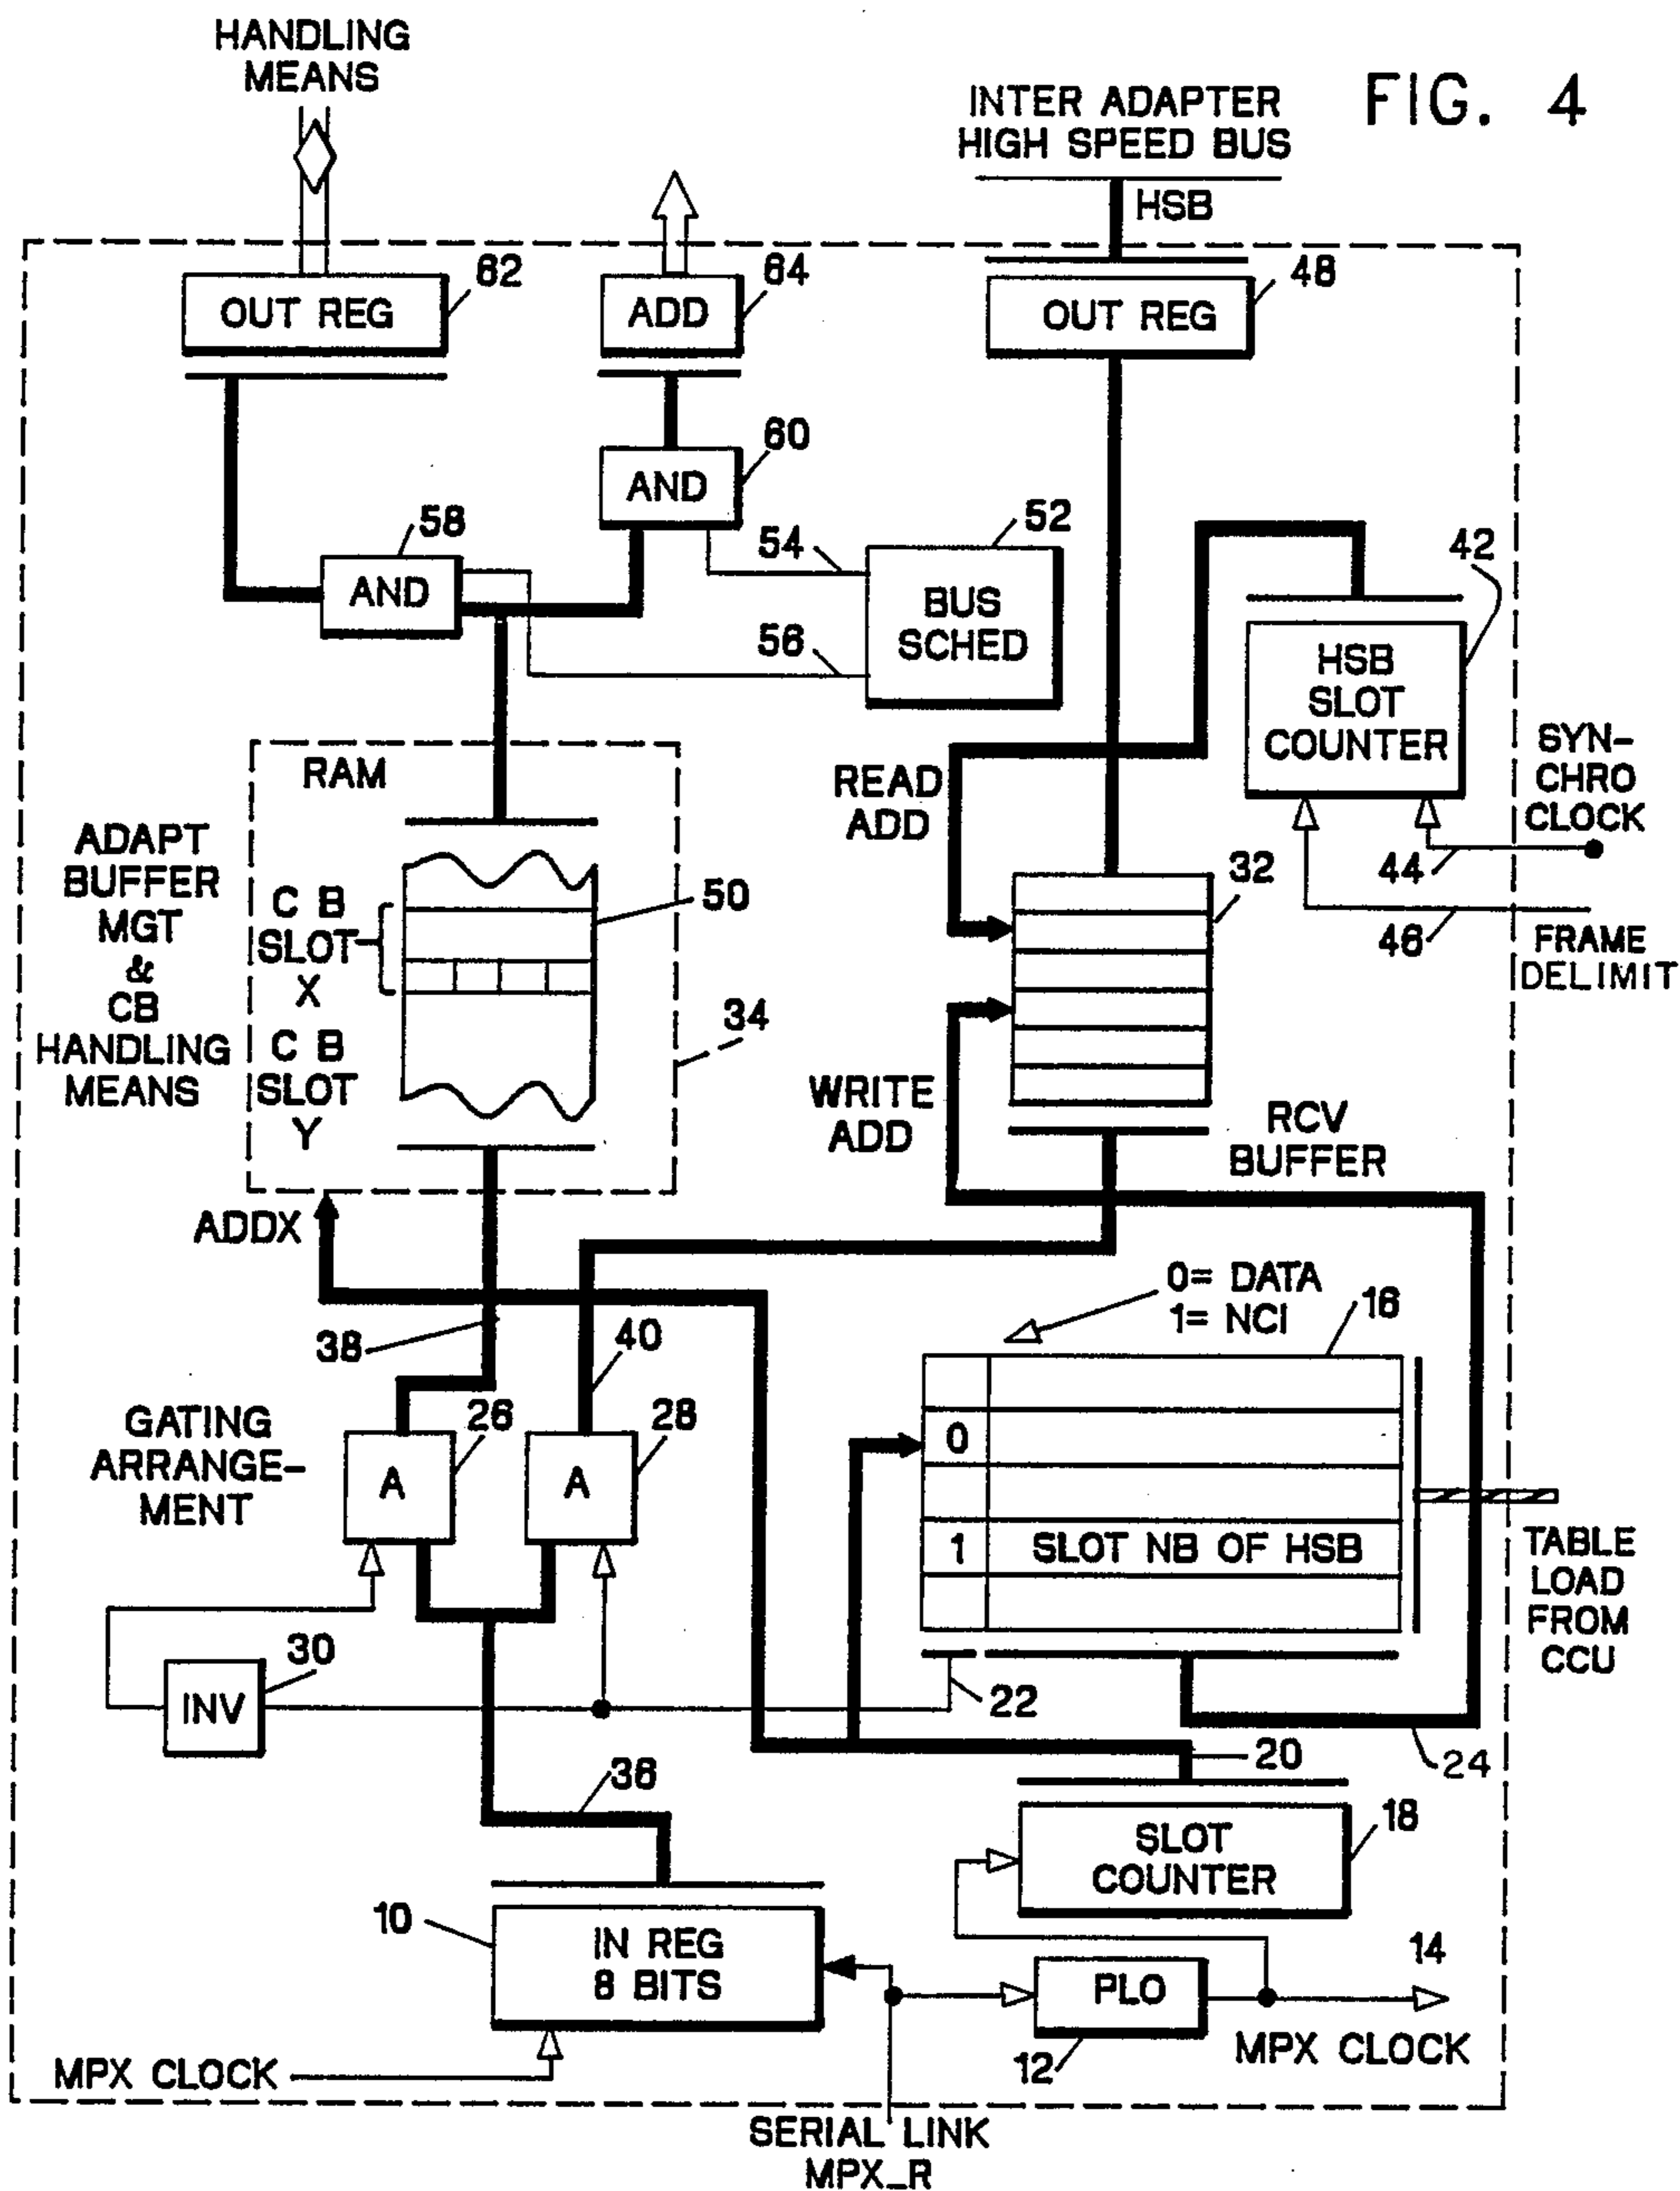 HANDLING
MEANS
FIG. 4
INTER ADAPTER
HIGH SPEED BUS
HSB
62
64
48
OUT REG
ADD
OUT REG
60
AND
58
AND
52
54
56
BUS
SCHED
42
HSB
SLOT
COUNTER
SYN-
CHRO
CLOCK
44
46
FRAME
DELIMIT
RAM
READ
ADD
32
ADAPT
BUFFER
MGT
&
CB
HANDLING
MEANS
C B
SLOT
X
50
C B
SLOT
Y
34
WRITE
ADD
RCV
BUFFER
ADDX
0= DATA
1= NCI
16
38
40
GATING
ARRANGE-
MENT
26
28
A
A
0
1
SLOT NB OF HSB
TABLE
LOAD
FROM
CCU
30
INV
22
20
24
36
18
SLOT
COUNTER
10
IN REG
8 BITS
14
PLO
12
MPX CLOCK
MPX CLOCK
SERIAL LINK
MPX_R